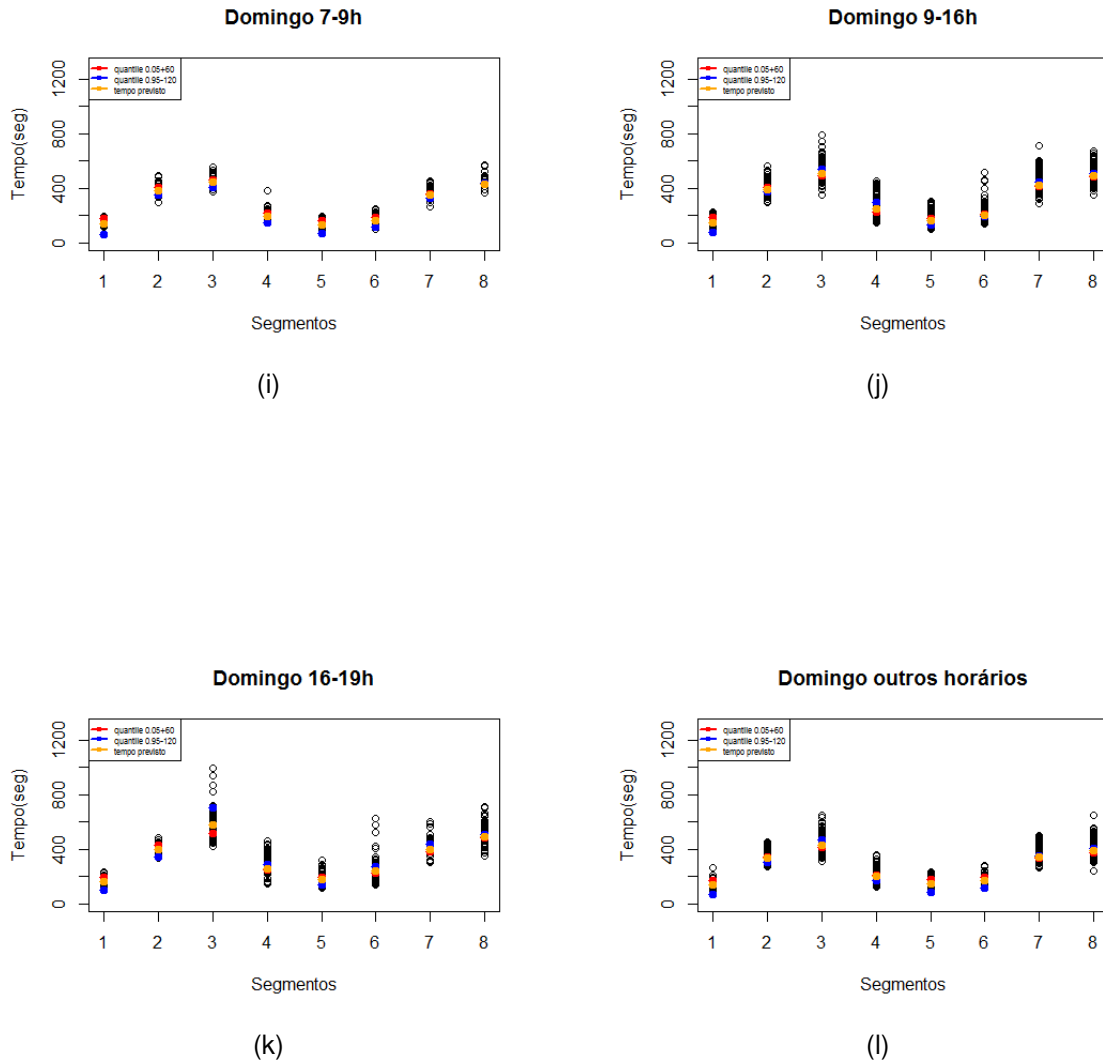 Domingo 7-9h
Tempo(seg)
1200
800
400
0
quantile 0.05+60
quantile 0.95-120
tempo previsto
1 2 3 4 5 6 7 8
Segmentos
(i)
Domingo 9-16h
Tempo(seg)
1200
800
400
0
quantile 0.05+60
quantile 0.95-120
tempo previsto
1 2 3 4 5 6 7 8
Segmentos
(j)
Domingo 16-19h
Tempo(seg)
1200
800
400
0
quantile 0.05+60
quantile 0.95-120
tempo previsto
1 2 3 4 5 6 7 8
Segmentos
(k)
Domingo outros horários
Tempo(seg)
1200
800
400
0
quantile 0.05+60
quantile 0.95-120
tempo previsto
1 2 3 4 5 6 7 8
Segmentos
(l)